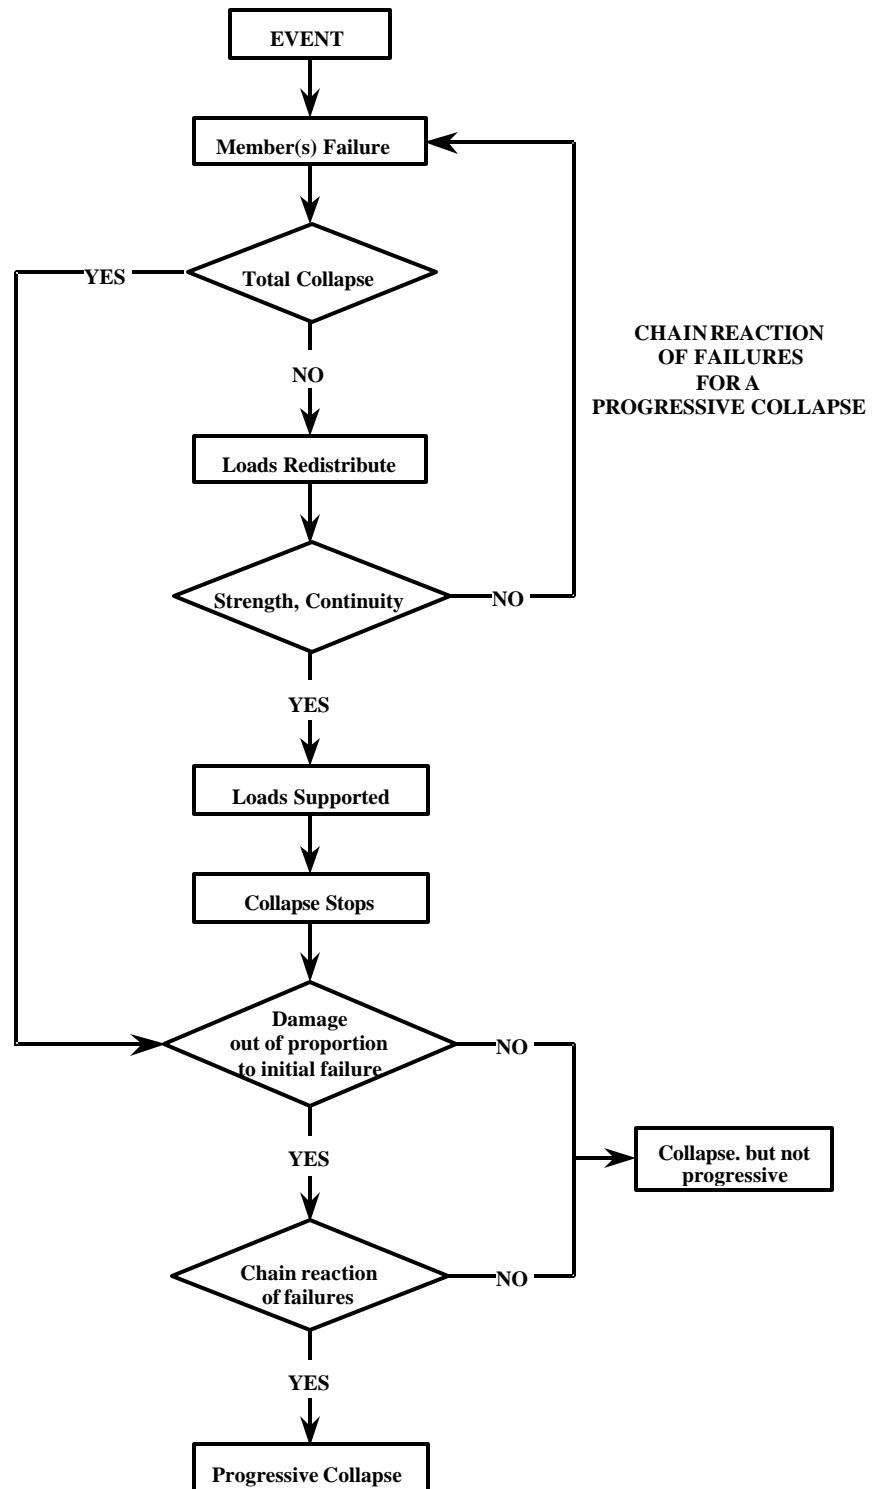 EVENT
Member(s) Failure
YES
Total Collapse
NO
CHAIN REACTION
OF FAILURES
FOR A
PROGRESSIVE COLLAPSE
Loads Redistribute
Strength, Continuity
NO
YES
Loads Supported
Collapse Stops
Damage
out of proportion
to initial failure
NO
YES
Collapse. but not
progressive
Chain reaction
of failures
NO
YES
Progressive Collapse